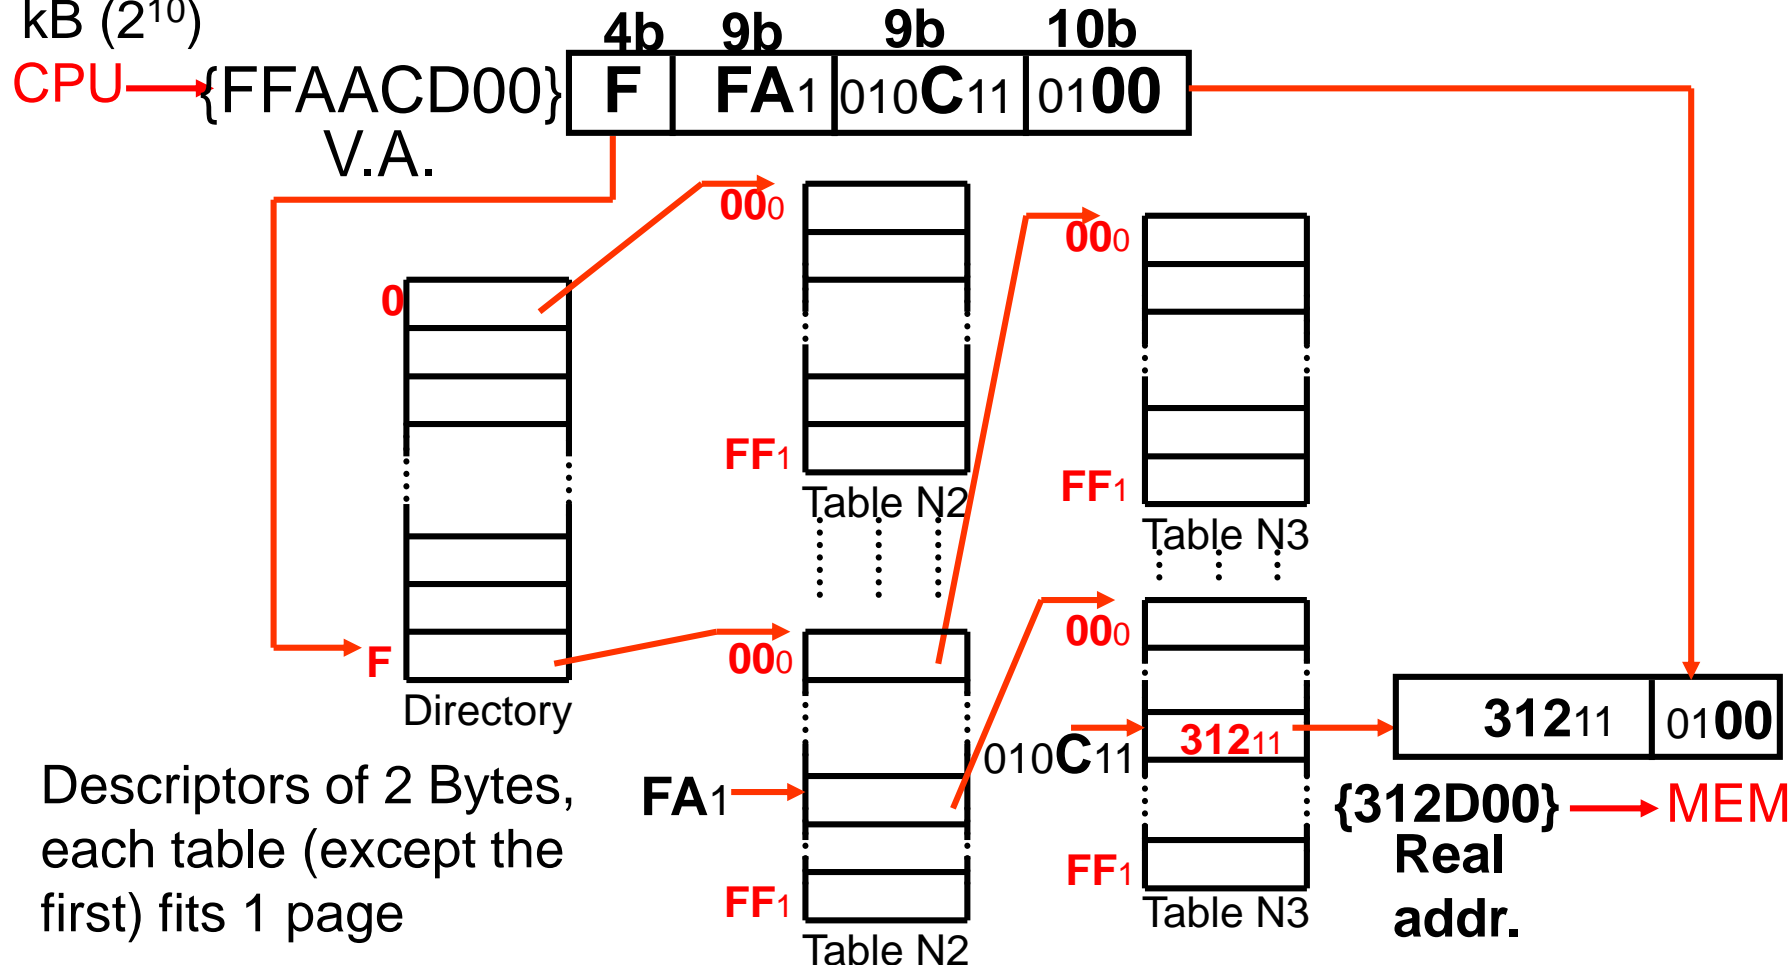 kB (2¹⁰)
4b 9b 9b 10b
CPU {FFAACD00} F FA1 010C11 0100
V.A.
000
000
0
FF1
Table N2
FF1
Table N3
000
000
F
Directory
010C11
31211
31211 0100
FA1
{312D00} MEM
Real
addr.
FF1
Table N3
FF1
Table N2
Descriptors of 2 Bytes,
each table (except the
first) fits 1 page